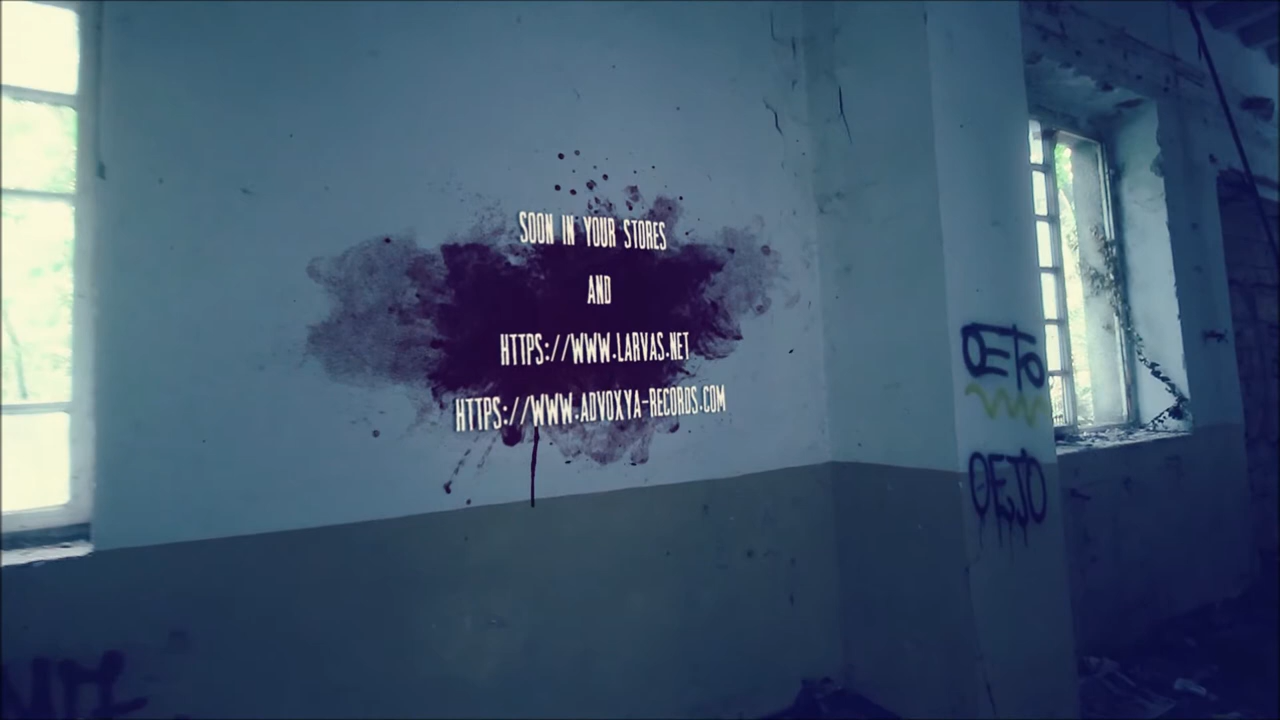 SOON IN YOUR STORES
AND
HTTPS://WWW.LARVAS.NET
HTTPS://WWW.ADVOXYA-RECORDS.COM
OETO
OEJO